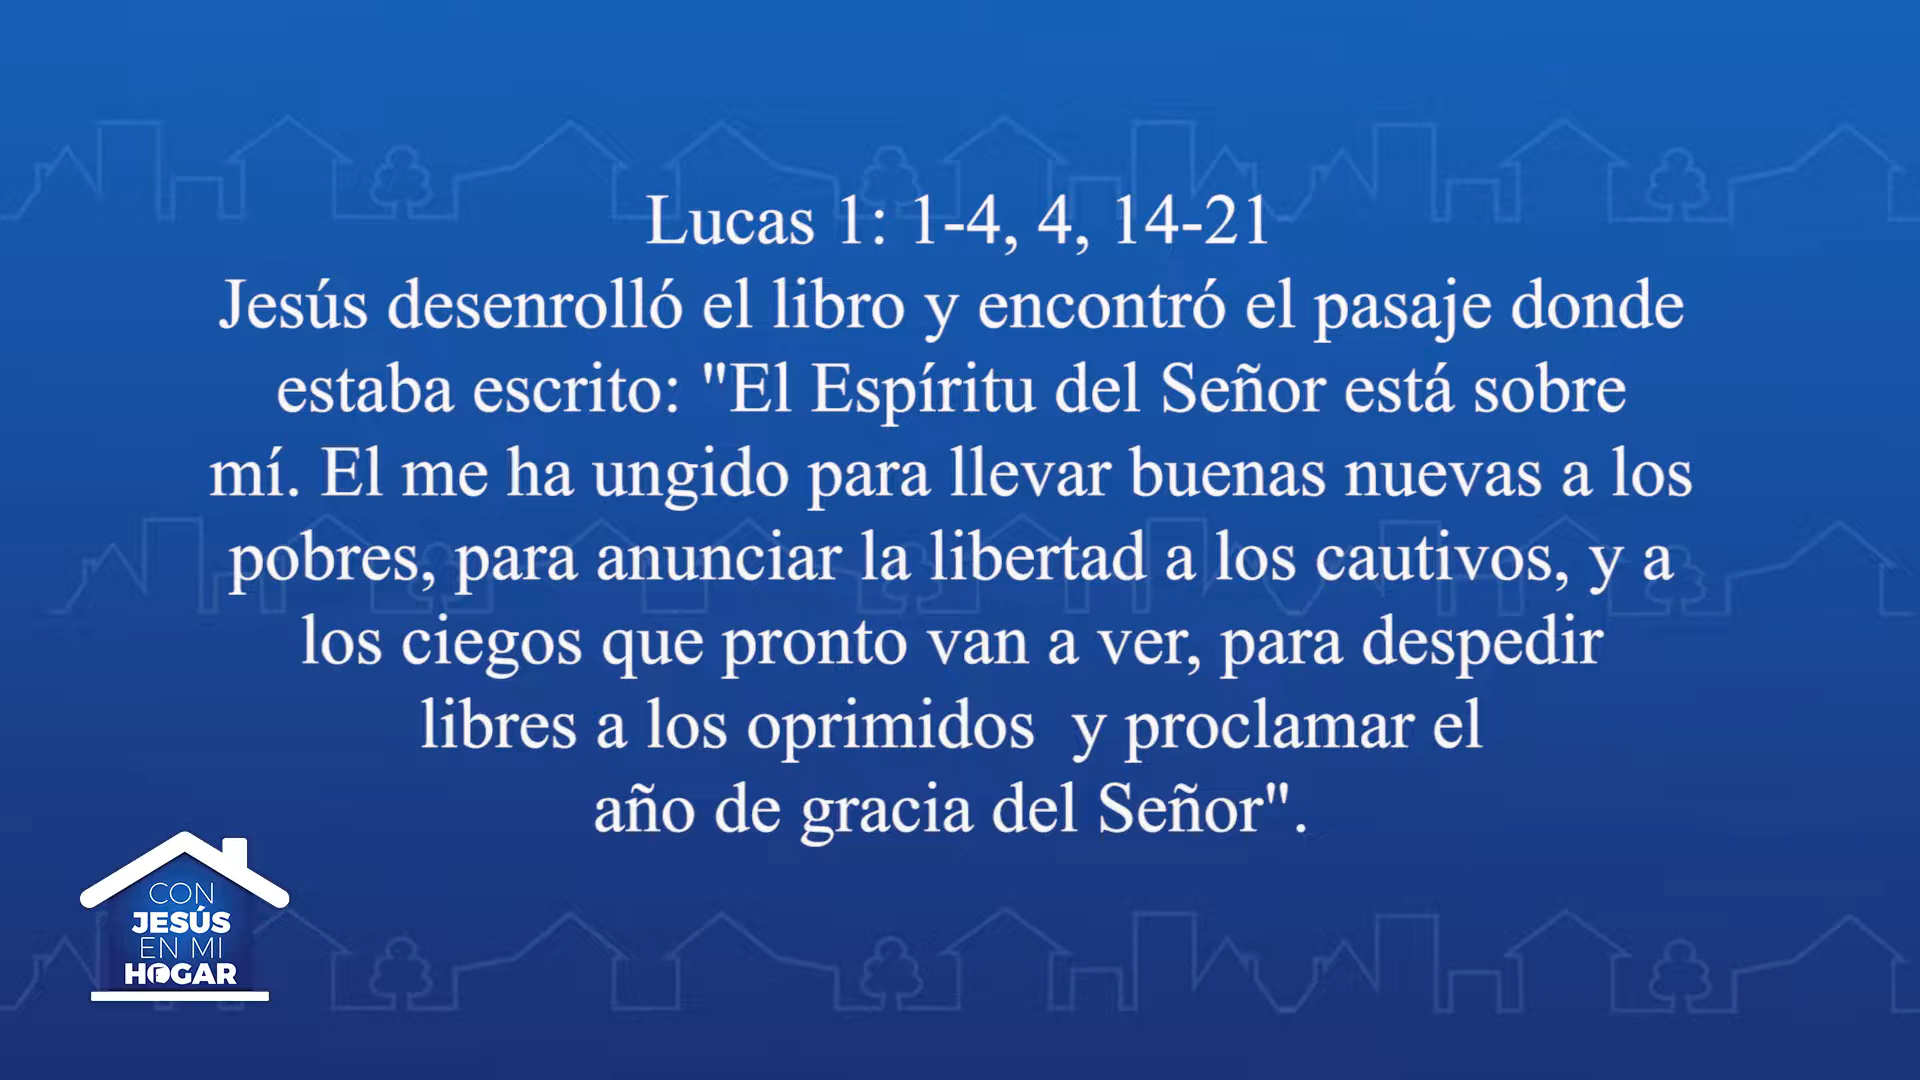 Lucas 1: 1-4, 4, 14-21
Jesús desenrolló el libro y encontró el pasaje donde
estaba escrito: "El Espíritu del Señor está sobre
mí. El me ha ungido para llevar buenas nuevas a los
pobres, para anunciar la libertad a los cautivos, y a
los ciegos que pronto van a ver, para despedir
libres a los oprimidos  y proclamar el
año de gracia del Señor".
CON
JESÚS
EN MI
HOGAR